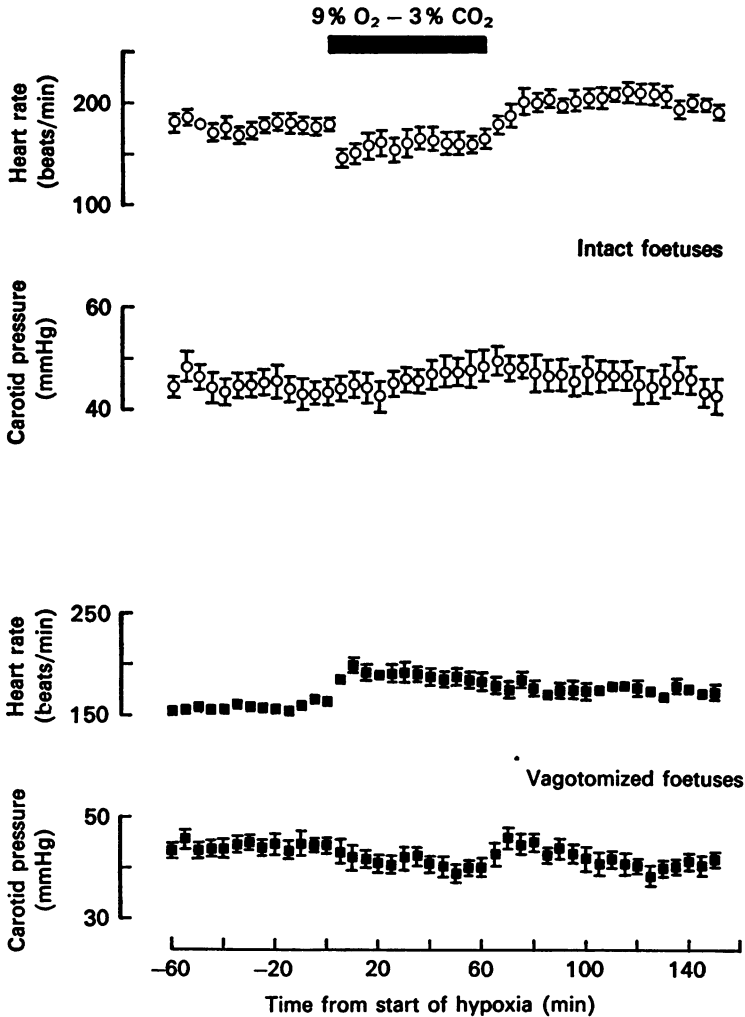 9% O₂ – 3% CO₂
Heart rate
(beats/min)
200
100
Intact foetuses
Carotid pressure
(mmHg)
60
40
Heart rate
(beats/min)
250
150
Vagotomized foetuses
Carotid pressure
(mmHg)
50
30
–60
–20
20
60
100
140
Time from start of hypoxia (min)